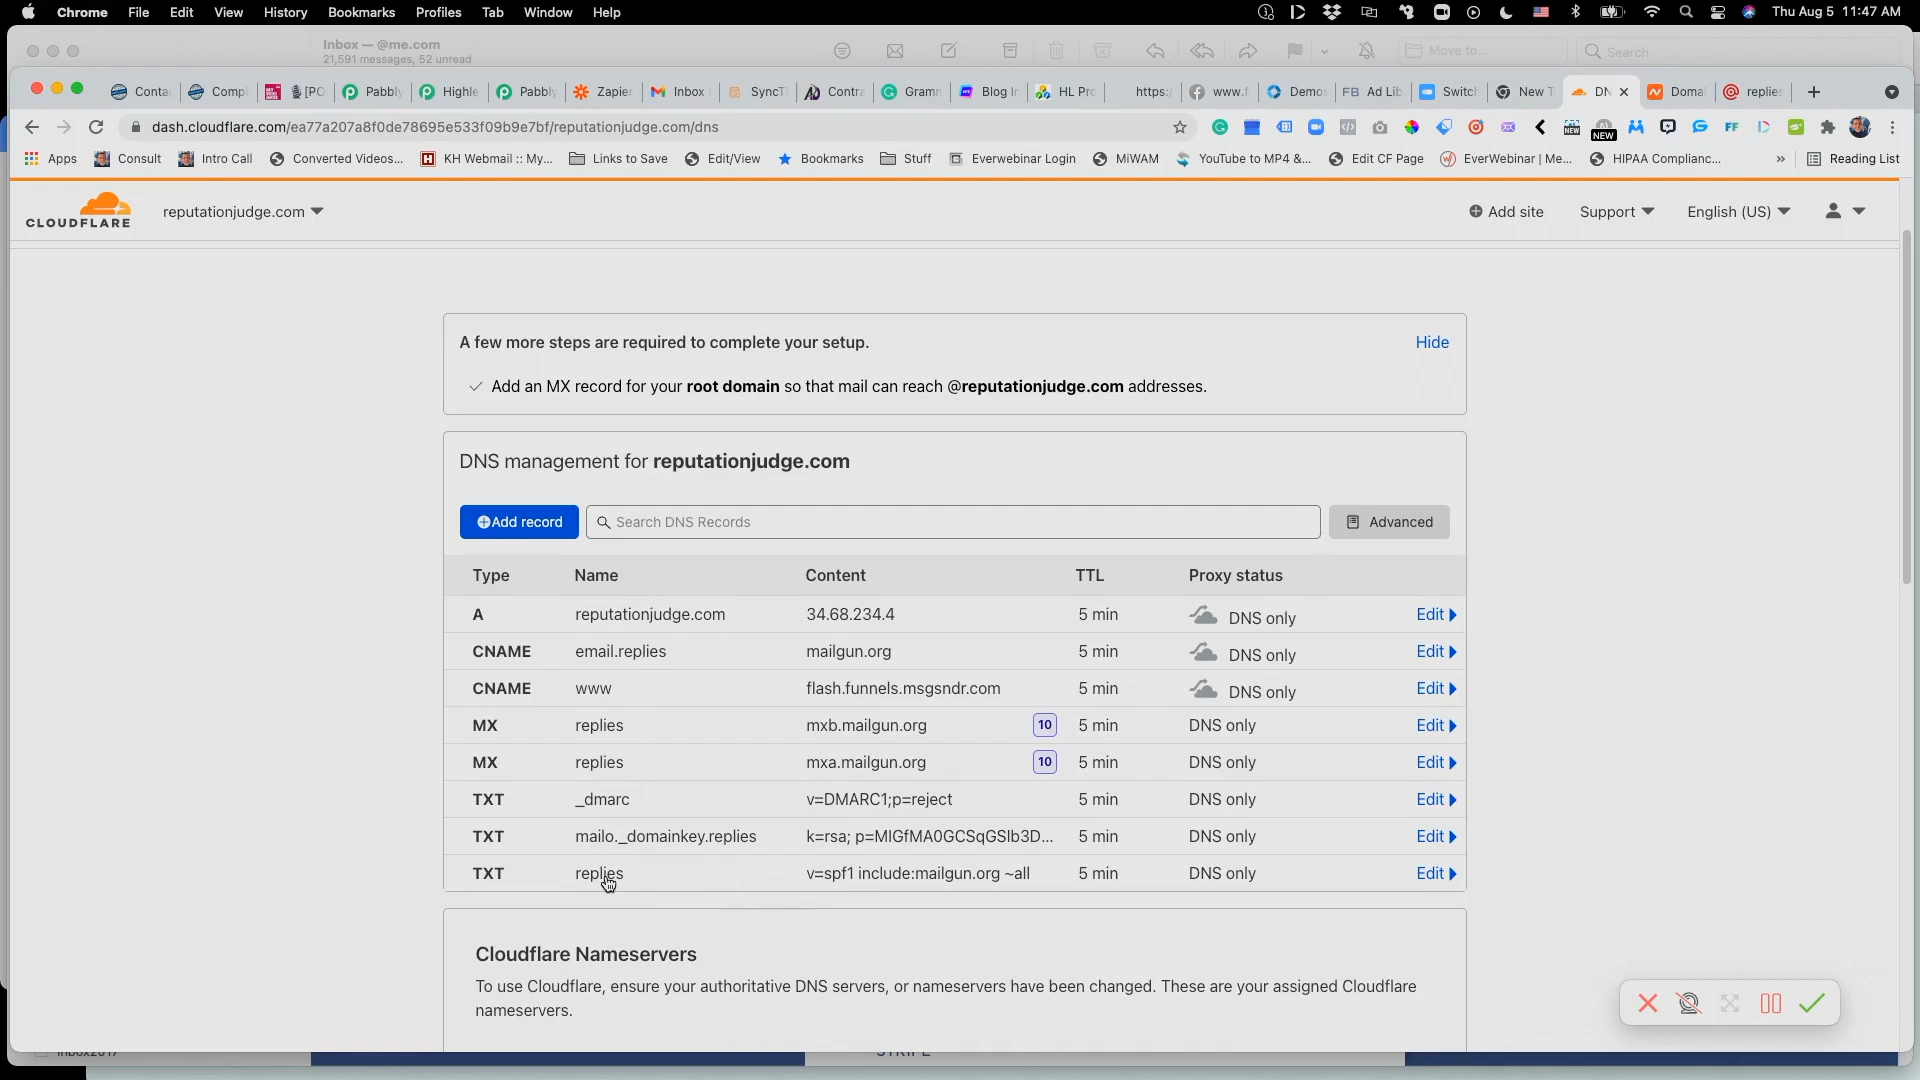 Chrome File Edit View History Bookmarks Profiles Tab Window Help Thu Aug 5 11:47 AM
Inbox — @me.com
21,591 messages, 52 unread
Move to...
Search
Conta Compl [PO Pabbly Highle Pabbly Zapier Inbox SyncT Contra Gramn Blog Ir HL Pro https:/ www.f Demo FB Ad Lib Switch New T DN Domai replies
dash.cloudflare.com/ea77a207a8f0de78695e533f09b9e7bf/reputationjudge.com/dns
NEW
Apps Consult Intro Call Converted Videos... KH Webmail :: My... Links to Save Edit/View Bookmarks Stuff Everwebinar Login MiWAM YouTube to MP4 &... Edit CF Page EverWebinar | Me... HIPAA Complianc... » Reading List
CLOUDFLARE reputationjudge.com Add site Support English (US)
A few more steps are required to complete your setup. Hide
Add an MX record for your root domain so that mail can reach @reputationjudge.com addresses.
DNS management for reputationjudge.com
Add record Search DNS Records Advanced
Type Name Content TTL Proxy status
A reputationjudge.com 34.68.234.4 5 min DNS only Edit
CNAME email.replies mailgun.org 5 min DNS only Edit
CNAME www flash.funnels.msgsndr.com 5 min DNS only Edit
MX replies mxb.mailgun.org 10 5 min DNS only Edit
MX replies mxa.mailgun.org 10 5 min DNS only Edit
TXT _dmarc v=DMARC1;p=reject 5 min DNS only Edit
TXT mailo._domainkey.replies k=rsa; p=MIGfMA0GCSqGSIb3D... 5 min DNS only Edit
TXT replies v=spf1 include:mailgun.org ~all 5 min DNS only Edit
Cloudflare Nameservers
To use Cloudflare, ensure your authoritative DNS servers, or nameservers have been changed. These are your assigned Cloudflare
nameservers.